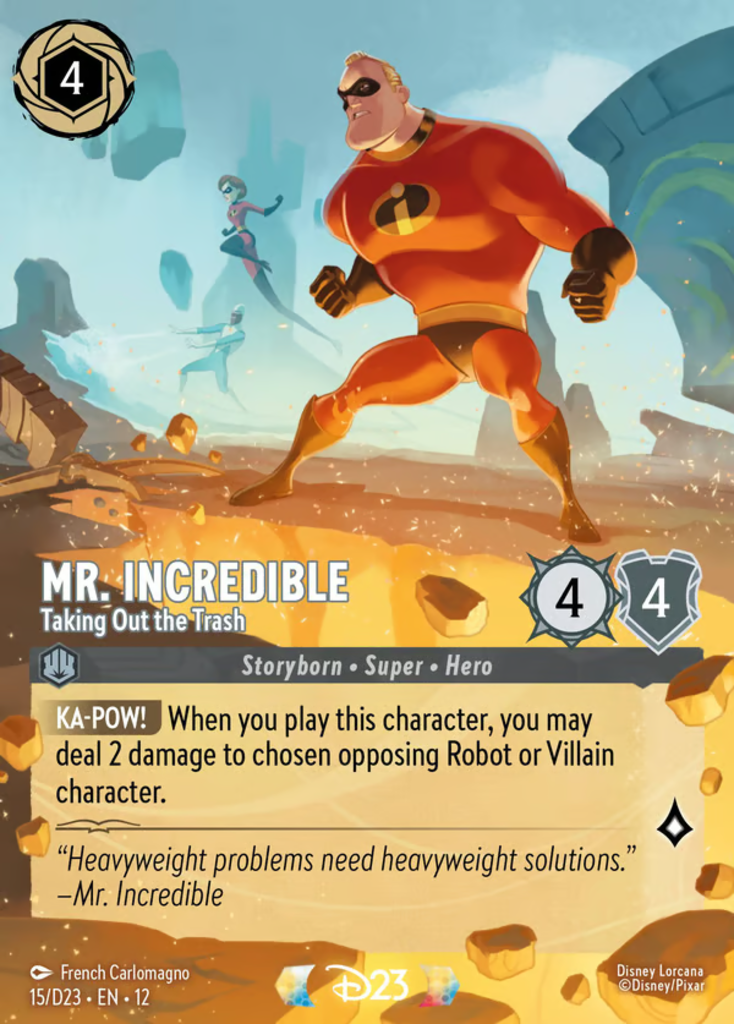 4
MR. INCREDIBLE
Taking Out the Trash
4 4
Storyborn • Super • Hero
KA-POW! When you play this character, you may
deal 2 damage to chosen opposing Robot or Villain
character.
“Heavyweight problems need heavyweight solutions.”
–Mr. Incredible
French Carlomagno
15/D23 • EN • 12
D23
Disney Lorcana
©Disney/Pixar